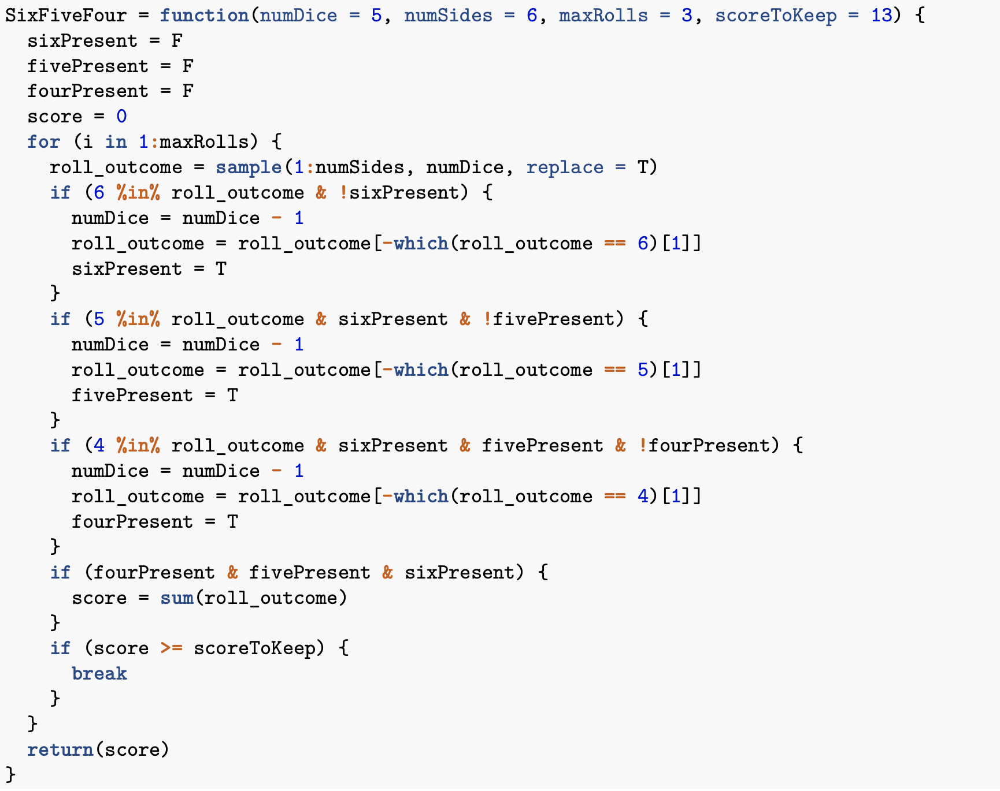 SixFiveFour = function(numDice = 5, numSides = 6, maxRolls = 3, scoreToKeep = 13) {
  sixPresent = F
  fivePresent = F
  fourPresent = F
  score = 0
  for (i in 1:maxRolls) {
    roll_outcome = sample(1:numSides, numDice, replace = T)
    if (6 %in% roll_outcome & !sixPresent) {
      numDice = numDice - 1
      roll_outcome = roll_outcome[-which(roll_outcome == 6)[1]]
      sixPresent = T
    }
    if (5 %in% roll_outcome & sixPresent & !fivePresent) {
      numDice = numDice - 1
      roll_outcome = roll_outcome[-which(roll_outcome == 5)[1]]
      fivePresent = T
    }
    if (4 %in% roll_outcome & sixPresent & fivePresent & !fourPresent) {
      numDice = numDice - 1
      roll_outcome = roll_outcome[-which(roll_outcome == 4)[1]]
      fourPresent = T
    }
    if (fourPresent & fivePresent & sixPresent) {
      score = sum(roll_outcome)
    }
    if (score >= scoreToKeep) {
      break
    }
  }
  return(score)
}